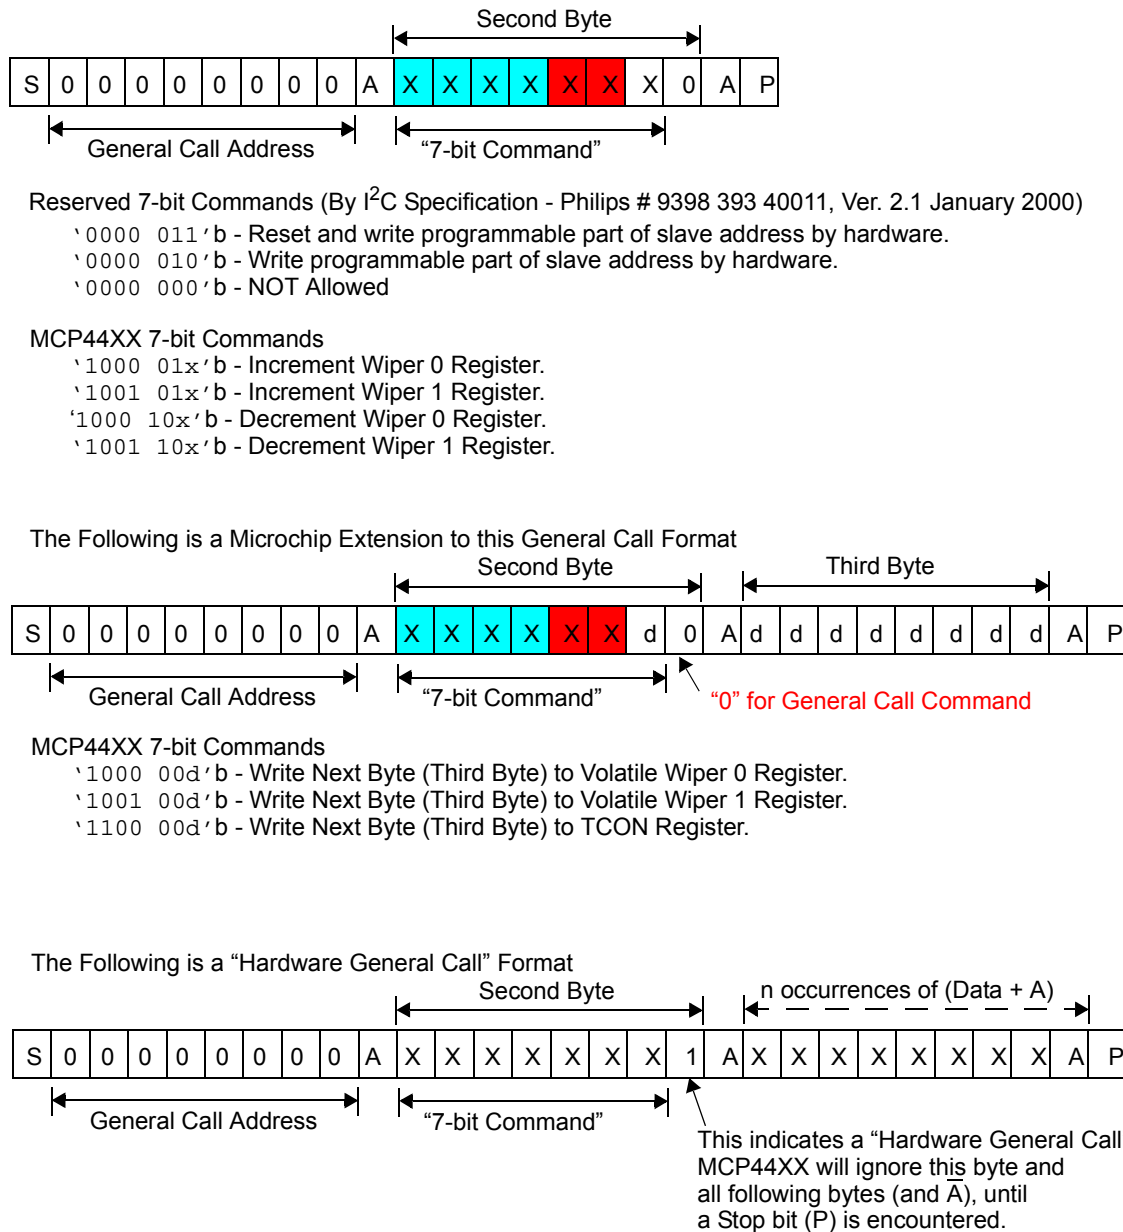 Second Byte
S 0 0 0 0 0 0 0 0 A X X X X X X X 0 A P
General Call Address “7-bit Command”
Reserved 7-bit Commands (By I2C Specification - Philips # 9398 393 40011, Ver. 2.1 January 2000)
‘0000 011’b - Reset and write programmable part of slave address by hardware.
‘0000 010’b - Write programmable part of slave address by hardware.
‘0000 000’b - NOT Allowed
MCP44XX 7-bit Commands
‘1000 01x’b - Increment Wiper 0 Register.
‘1001 01x’b - Increment Wiper 1 Register.
‘1000 10x’b - Decrement Wiper 0 Register.
‘1001 10x’b - Decrement Wiper 1 Register.
The Following is a Microchip Extension to this General Call Format
Second Byte Third Byte
S 0 0 0 0 0 0 0 0 A X X X X X X d 0 A d d d d d d d d A P
General Call Address “7-bit Command” “0” for General Call Command
MCP44XX 7-bit Commands
‘1000 00d’b - Write Next Byte (Third Byte) to Volatile Wiper 0 Register.
‘1001 00d’b - Write Next Byte (Third Byte) to Volatile Wiper 1 Register.
‘1100 00d’b - Write Next Byte (Third Byte) to TCON Register.
The Following is a “Hardware General Call” Format
Second Byte n occurrences of (Data + A)
S 0 0 0 0 0 0 0 0 A X X X X X X X 1 A X X X X X X X X A P
General Call Address “7-bit Command”
This indicates a “Hardware General Call
MCP44XX will ignore this byte and
all following bytes (and A̅), until
a Stop bit (P) is encountered.